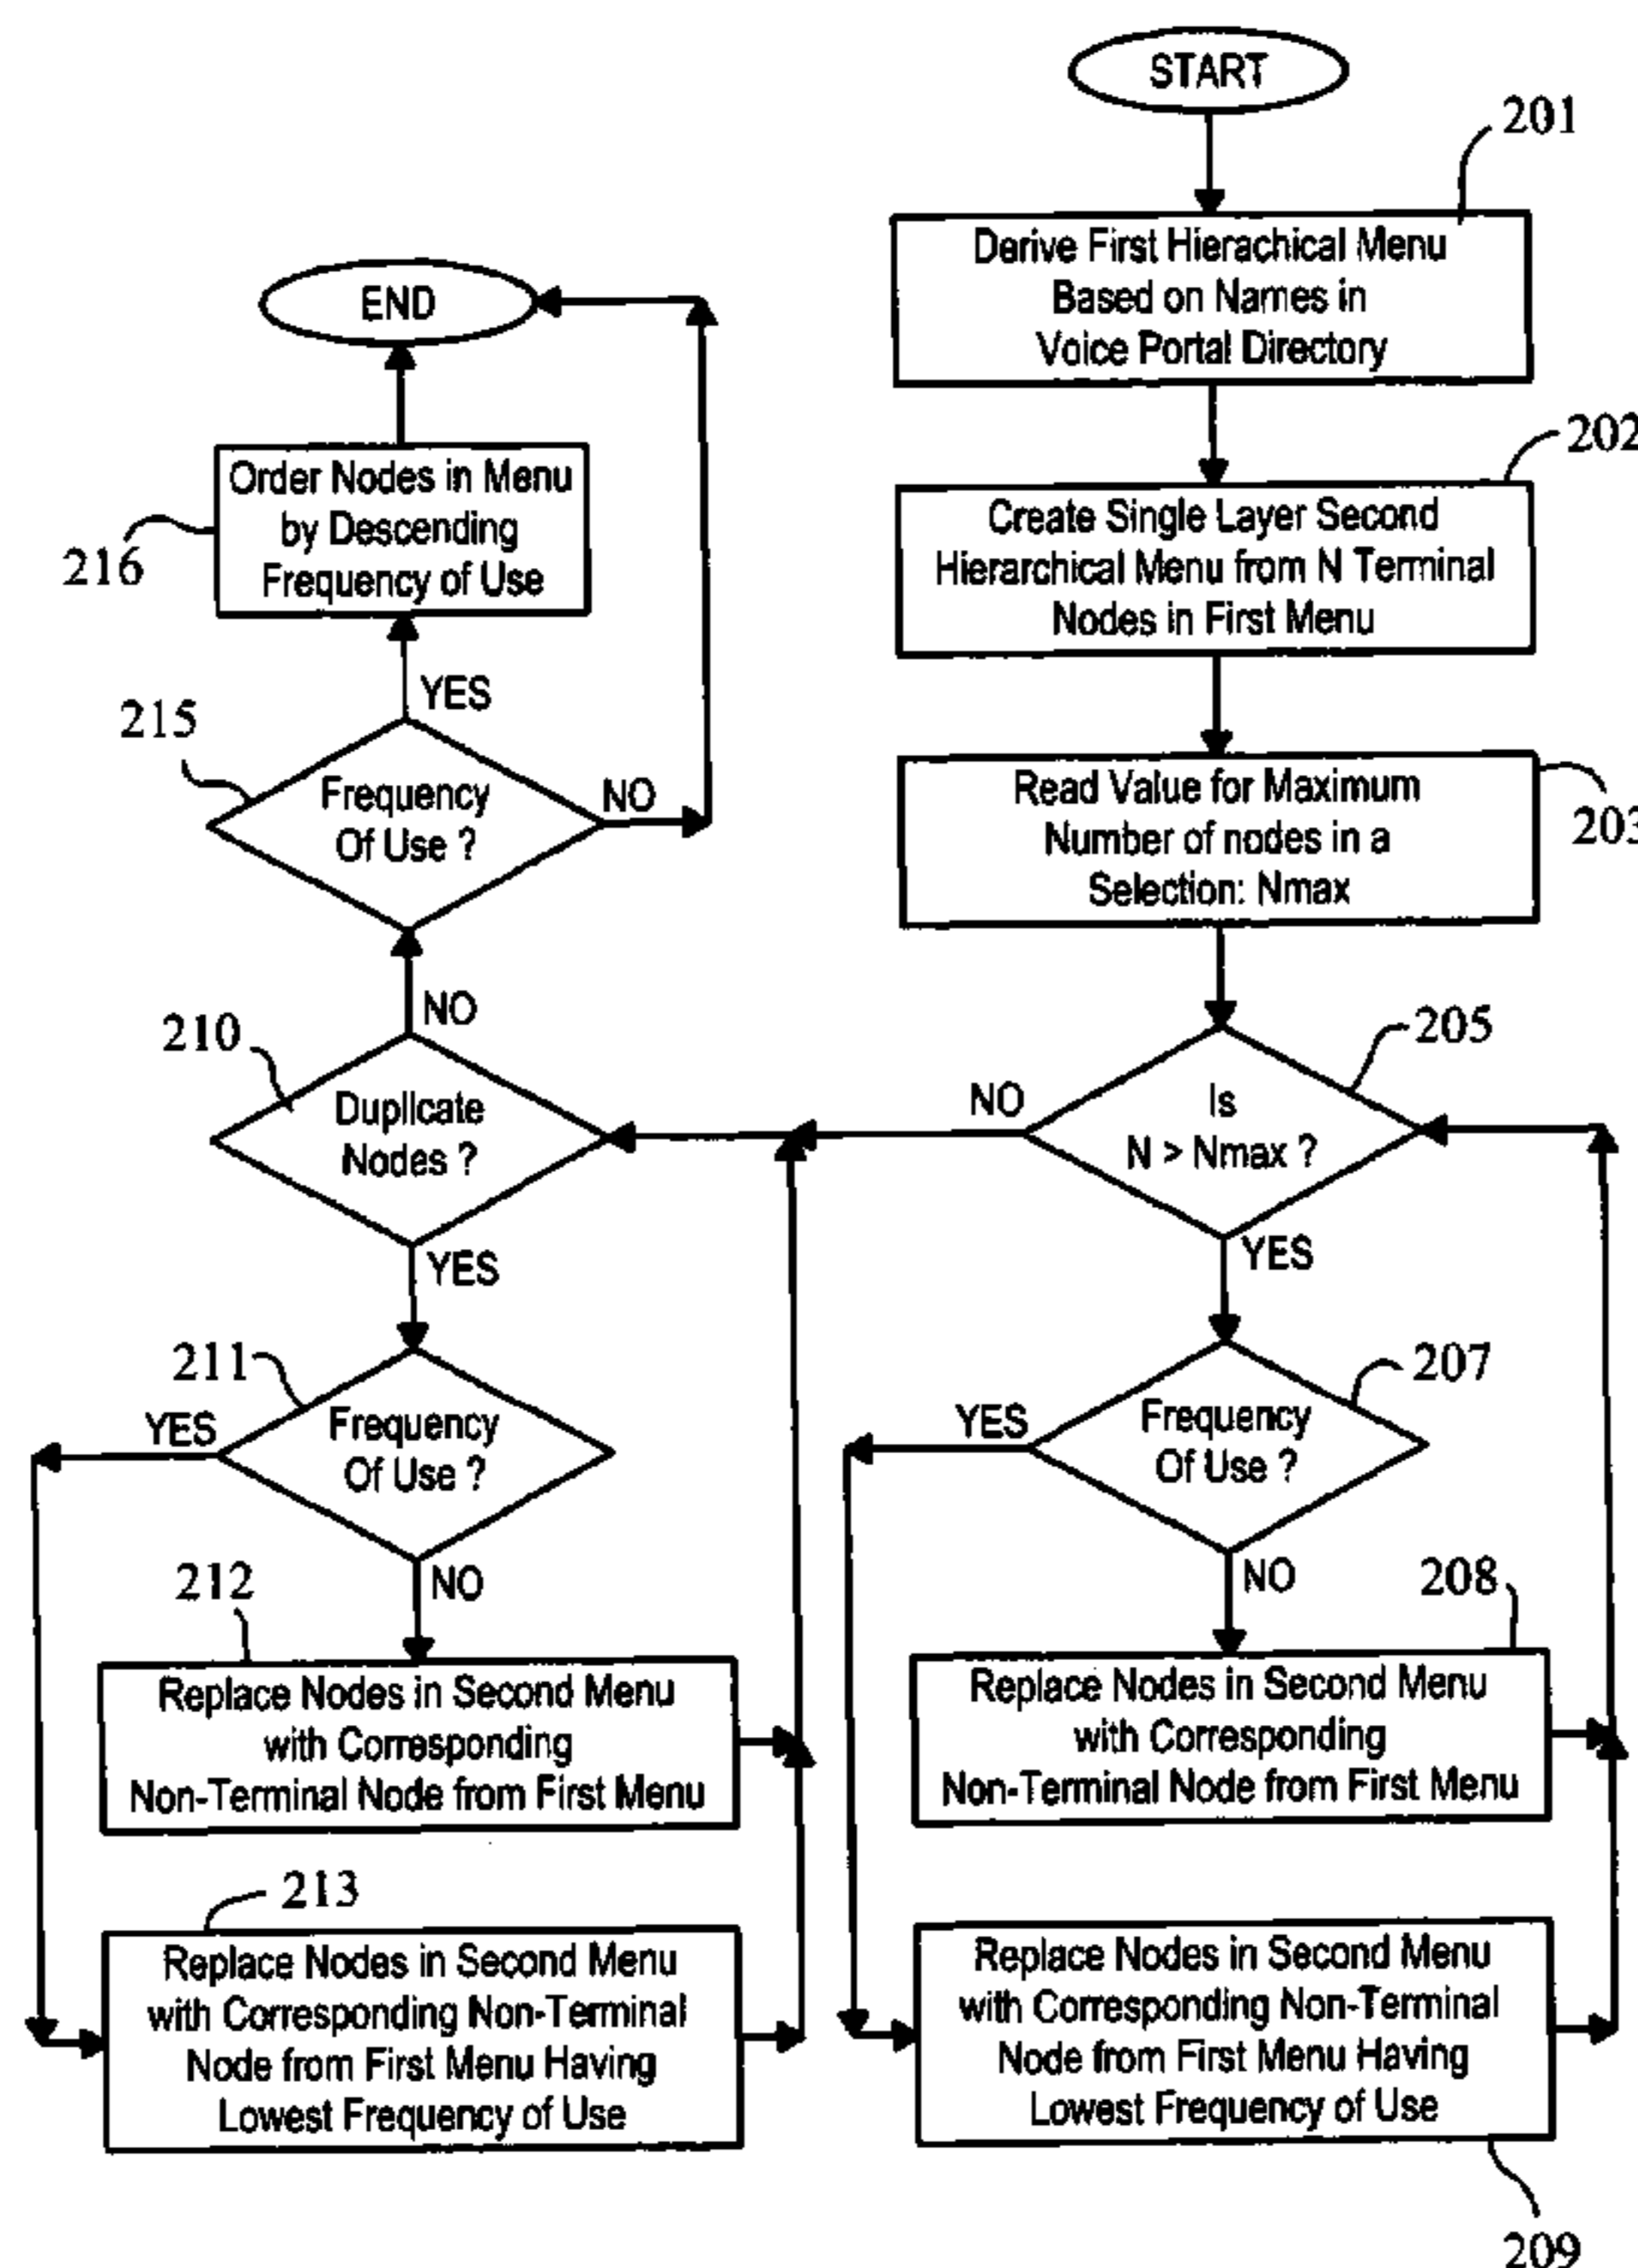 START
201
Derive First Hierachical Menu
Based on Names in
Voice Portal Directory
202
Create Single Layer Second
Hierarchical Menu from N Terminal
Nodes in First Menu
203
Read Value for Maximum
Number of nodes in a
Selection: Nmax
205
Is
N > Nmax ?
NO
YES
207
Frequency
Of Use ?
YES
NO
208
Replace Nodes in Second Menu
with Corresponding
Non-Terminal Node from First Menu
Replace Nodes in Second Menu
with Corresponding Non-Terminal
Node from First Menu Having
Lowest Frequency of Use
209
210
Duplicate
Nodes ?
NO
YES
211
Frequency
Of Use ?
YES
NO
212
Replace Nodes in Second Menu
with Corresponding
Non-Terminal Node from First Menu
213
Replace Nodes in Second Menu
with Corresponding Non-Terminal
Node from First Menu Having
Lowest Frequency of Use
215
Frequency
Of Use ?
NO
YES
216
Order Nodes in Menu
by Descending
Frequency of Use
END